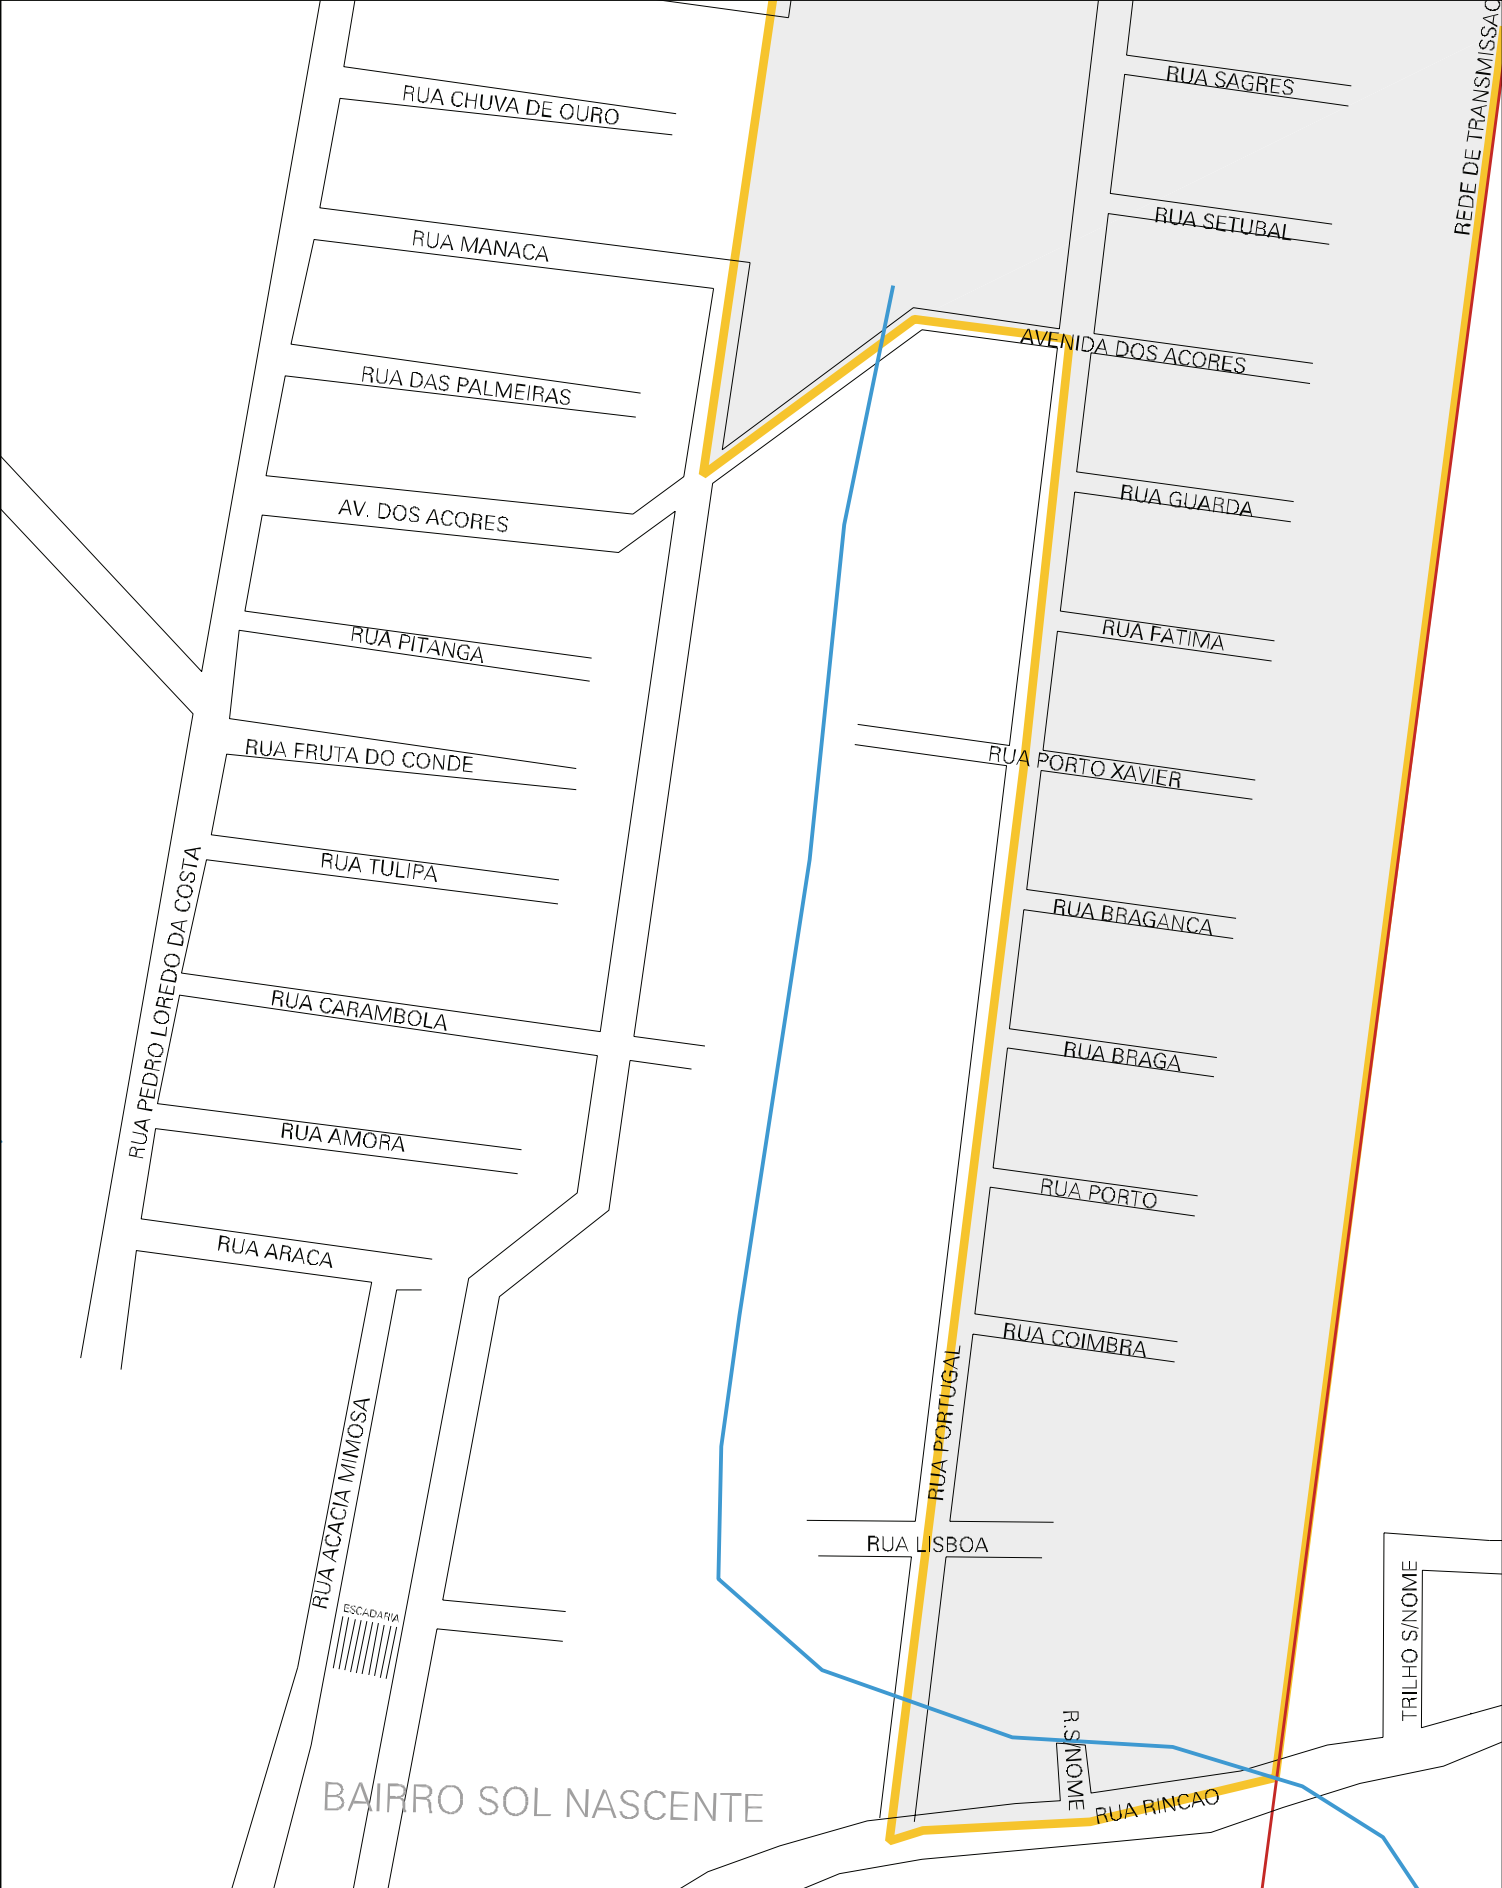 REDE DE TRANSMISSAO
RUA SAGRES
RUA CHUVA DE OURO
RUA SETUBAL
RUA MANACA
AVENIDA DOS ACORES
RUA DAS PALMEIRAS
RUA GUARDA
AV. DOS ACORES
RUA FATIMA
RUA PITANGA
RUA FRUTA DO CONDE
RUA PORTO XAVIER
RUA TULIPA
RUA BRAGANCA
RUA PEDRO LOREDO DA COSTA
RUA CARAMBOLA
RUA BRAGA
RUA AMORA
RUA PORTO
RUA ARACA
RUA COIMBRA
RUA PORTUGAL
RUA ACACIA MIMOSA
RUA LISBOA
ESCADARIA
TRILHO S/NOME
R.S/NOME
BAIRRO SOL NASCENTE
RUA RINCAO